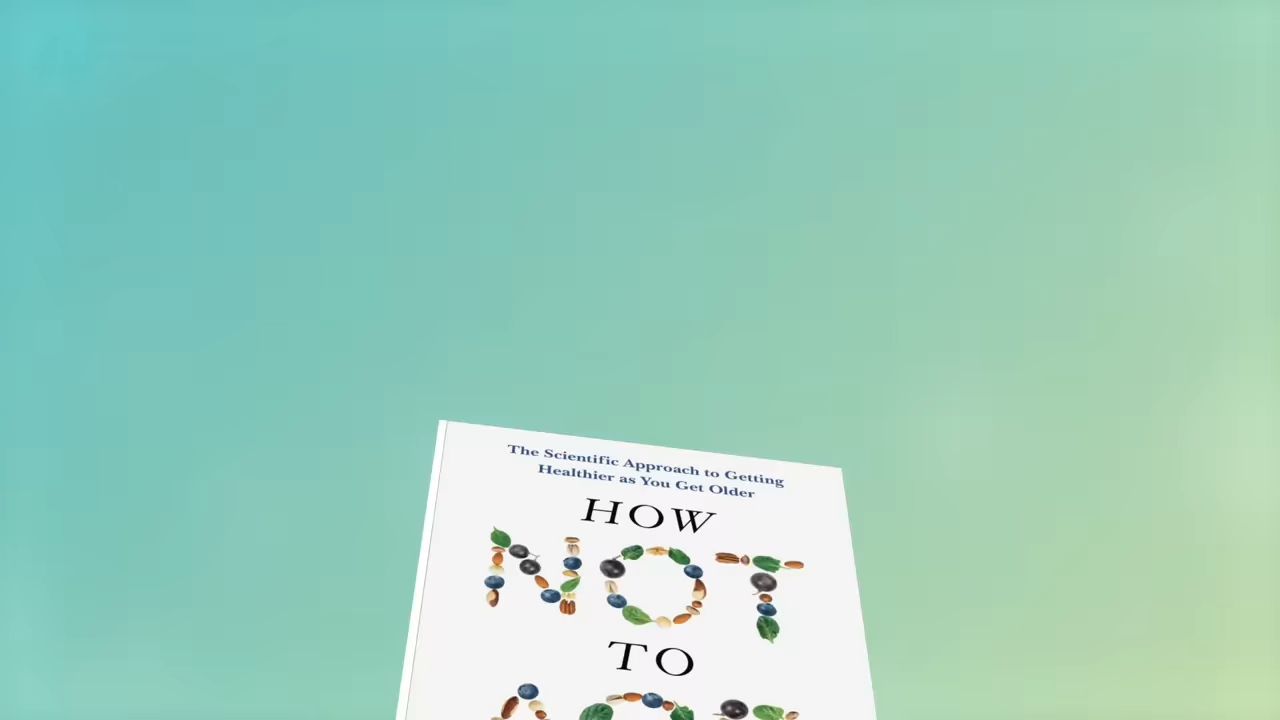 The Scientific Approach to Getting
Healthier as You Get Older
HOW
NOT
TO